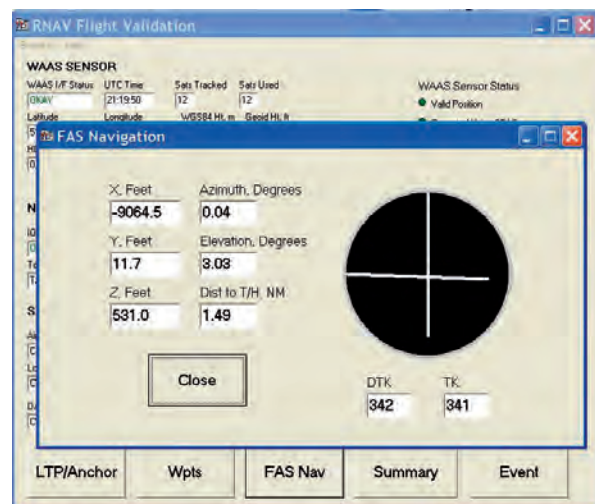 RNAV Flight Validation
WAAS SENSOR
WAAS I/F Status UTC Time Sats Tracked Sats Used WAAS Sensor Status
OKAY 21:19:50 12 12 Valid Position
Latitude Longitude WGS84 Ht, m Geoid Ht, ft
FAS Navigation
X, Feet Azimuth, Degrees
-9064.5 0.04
Y, Feet Elevation, Degrees
11.7 3.03
Z, Feet Dist to T/H, NM
531.0 1.49
Close
DTK TK
342 341
LTP/Anchor Wpts FAS Nav Summary Event